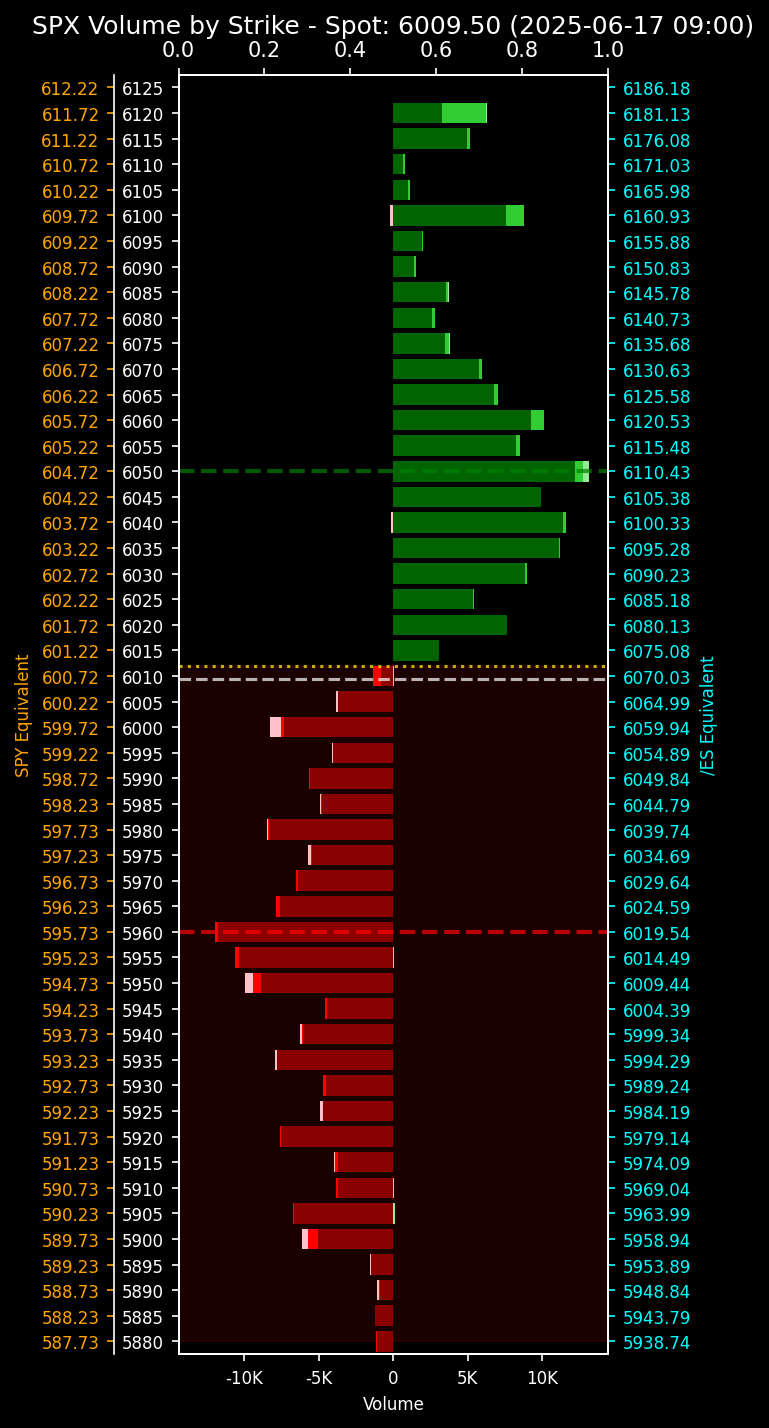 SPX Volume by Strike - Spot: 6009.50 (2025-06-17 09:00)
0.0 0.2 0.4 0.6 0.8 1.0
612.22 6125 6186.18
611.72 6120 6181.13
611.22 6115 6176.08
610.72 6110 6171.03
610.22 6105 6165.98
609.72 6100 6160.93
609.22 6095 6155.88
608.72 6090 6150.83
608.22 6085 6145.78
607.72 6080 6140.73
607.22 6075 6135.68
606.72 6070 6130.63
606.22 6065 6125.58
605.72 6060 6120.53
605.22 6055 6115.48
604.72 6050 6110.43
604.22 6045 6105.38
603.72 6040 6100.33
603.22 6035 6095.28
602.72 6030 6090.23
602.22 6025 6085.18
601.72 6020 6080.13
601.22 6015 6075.08
600.72 6010 6070.03
600.22 6005 6064.99
599.72 6000 6059.94
599.22 5995 6054.89
598.72 5990 6049.84
598.23 5985 6044.79
597.73 5980 6039.74
597.23 5975 6034.69
596.73 5970 6029.64
596.23 5965 6024.59
595.73 5960 6019.54
595.23 5955 6014.49
594.73 5950 6009.44
594.23 5945 6004.39
593.73 5940 5999.34
593.23 5935 5994.29
592.73 5930 5989.24
592.23 5925 5984.19
591.73 5920 5979.14
591.23 5915 5974.09
590.73 5910 5969.04
590.23 5905 5963.99
589.73 5900 5958.94
589.23 5895 5953.89
588.73 5890 5948.84
588.23 5885 5943.79
587.73 5880 5938.74
SPY Equivalent
/ES Equivalent
-10K -5K 0 5K 10K
Volume